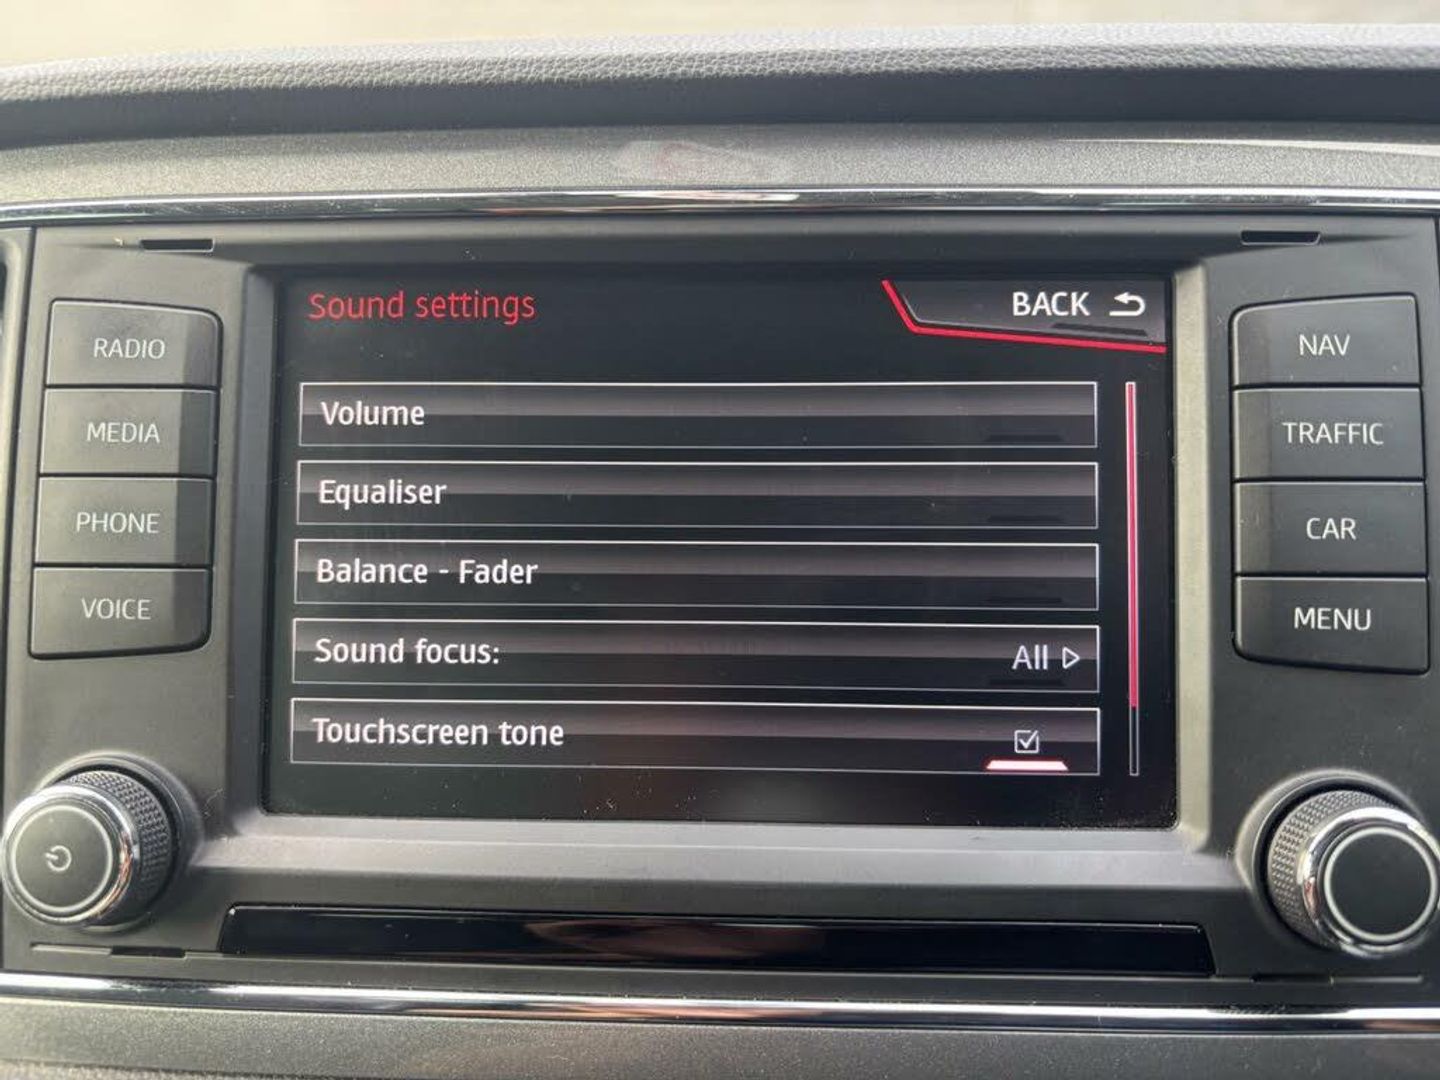 Sound settings
BACK
RADIO
MEDIA
PHONE
VOICE
Volume
Equaliser
Balance - Fader
Sound focus: All
Touchscreen tone
NAV
TRAFFIC
CAR
MENU